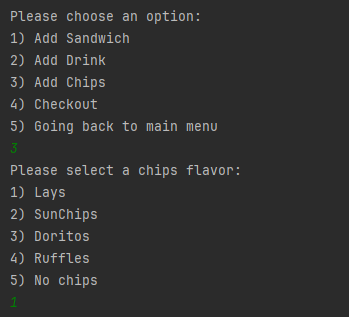 Please choose an option:
1) Add Sandwich
2) Add Drink
3) Add Chips
4) Checkout
5) Going back to main menu
3
Please select a chips flavor:
1) Lays
2) SunChips
3) Doritos
4) Ruffles
5) No chips
1